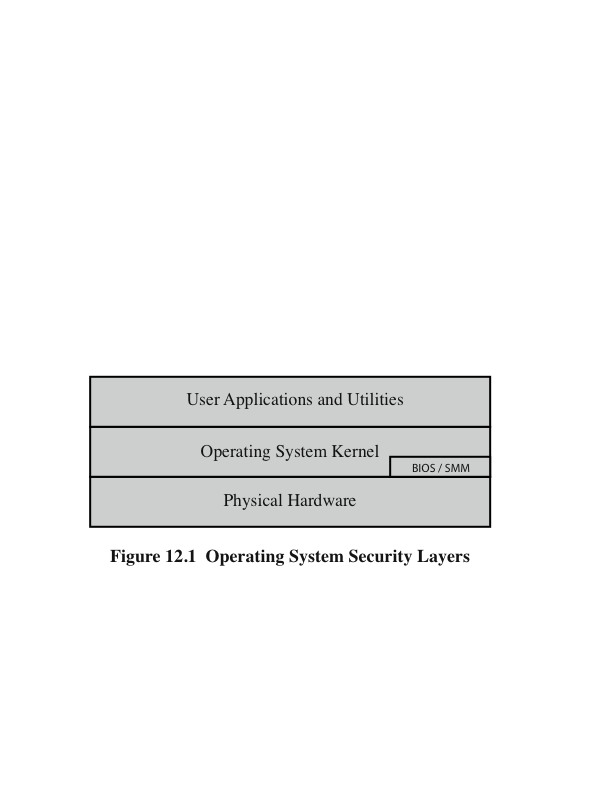 User Applications and Utilities
Operating System Kernel
BIOS / SMM
Physical Hardware
Figure 12.1 Operating System Security Layers